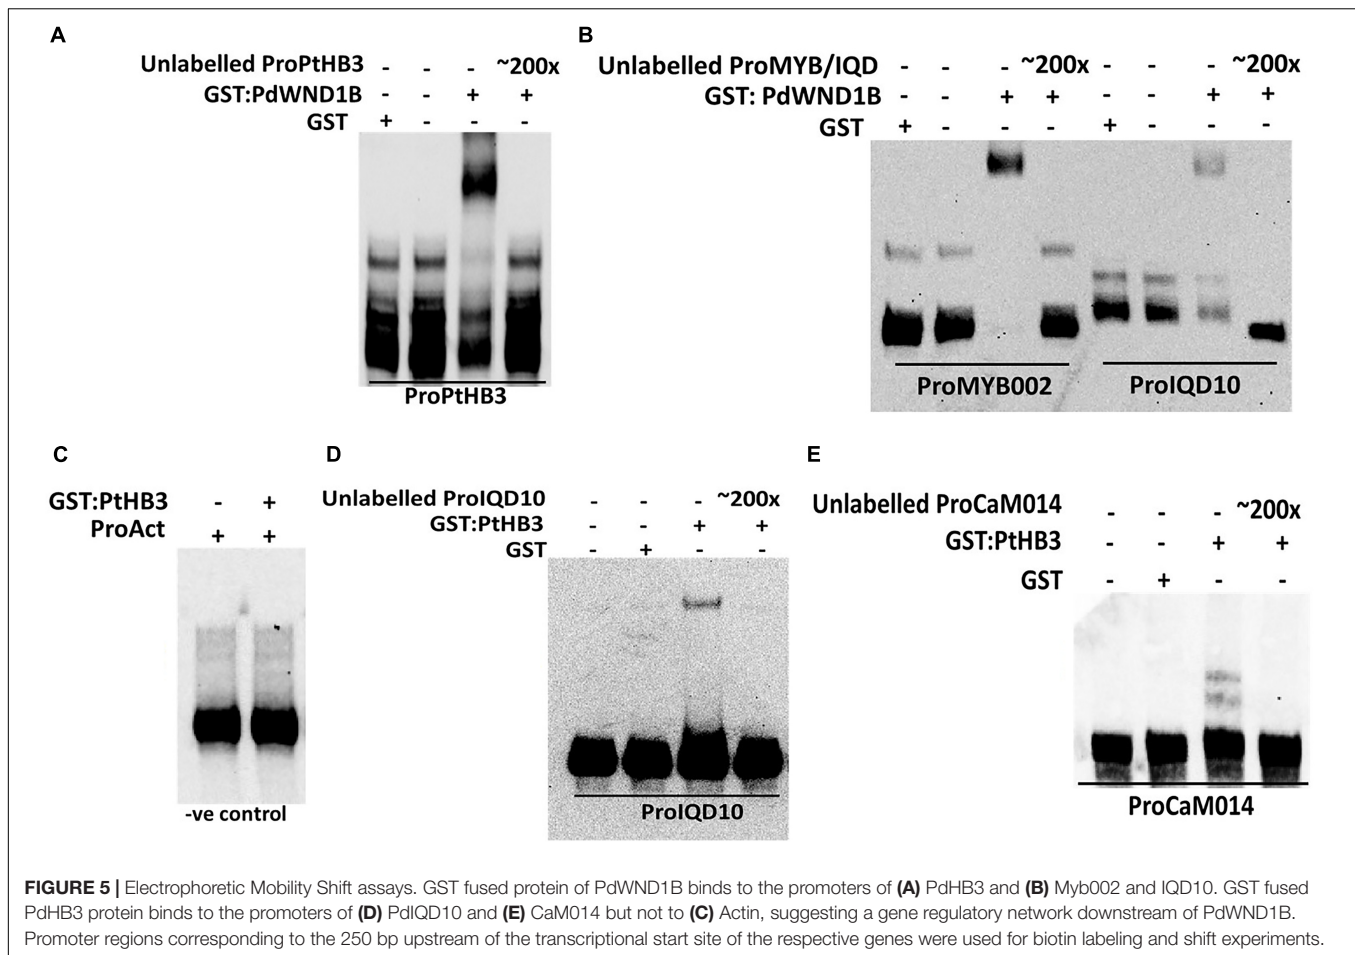 A
Unlabelled ProPtHB3 - - - ~200x
GST:PdWND1B - - + +
GST + - - -
ProPtHB3
B
Unlabelled ProMYB/IQD - - - ~200x - - - ~200x
GST: PdWND1B - - + + - - + +
GST + - - - + - - -
ProMYB002 ProIQD10
C
GST:PtHB3 - +
ProAct + +
-ve control
D
Unlabelled ProIQD10 - - - ~200x
GST:PtHB3 - - + +
GST - + - -
ProIQD10
E
Unlabelled ProCaM014 - - - ~200x
GST:PtHB3 - - + +
GST - + - -
ProCaM014
FIGURE 5 | Electrophoretic Mobility Shift assays. GST fused protein of PdWND1B binds to the promoters of (A) PdHB3 and (B) Myb002 and IQD10. GST fused
PdHB3 protein binds to the promoters of (D) PdIQD10 and (E) CaM014 but not to (C) Actin, suggesting a gene regulatory network downstream of PdWND1B.
Promoter regions corresponding to the 250 bp upstream of the transcriptional start site of the respective genes were used for biotin labeling and shift experiments.